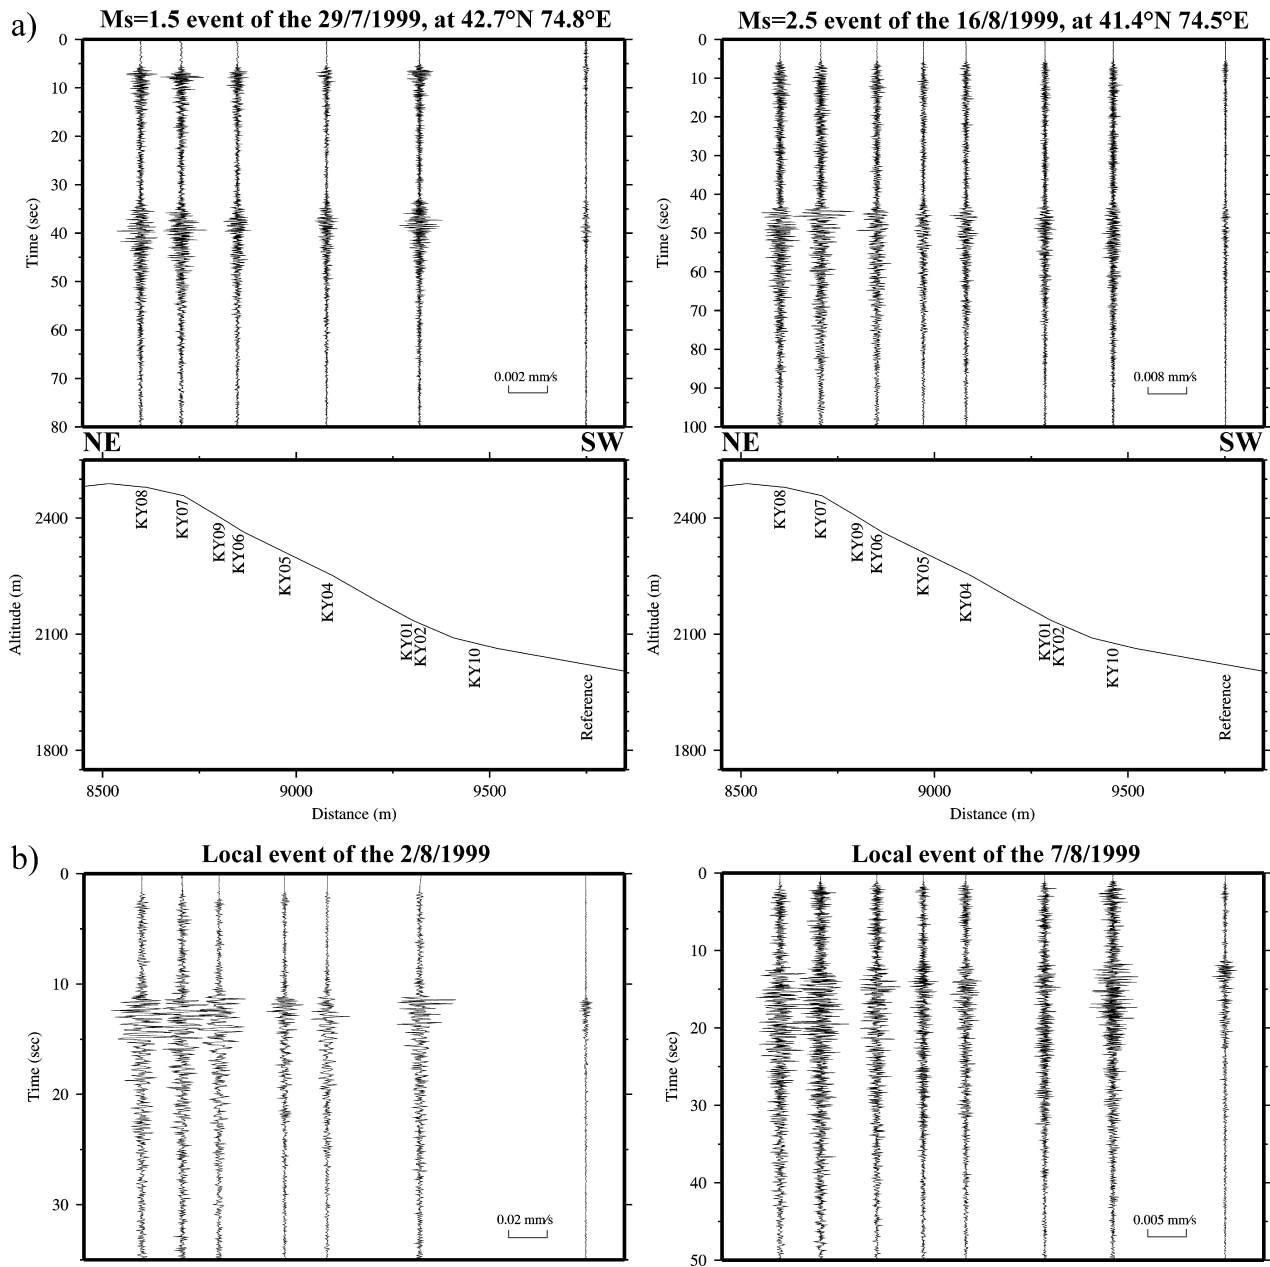 a)
Ms=1.5 event of the 29/7/1999, at 42.7°N 74.8°E
0
10
20
30
40
50
60
70
80
Time (sec)
0.002 mm/s
Ms=2.5 event of the 16/8/1999, at 41.4°N 74.5°E
0
10
20
30
40
50
60
70
80
90
100
Time (sec)
0.008 mm/s
NE
SW
2400
2100
1800
Altitude (m)
KY08
KY07
KY09
KY06
KY05
KY04
KY01
KY02
KY10
Reference
8500
9000
9500
Distance (m)
NE
SW
2400
2100
1800
Altitude (m)
KY08
KY07
KY09
KY06
KY05
KY04
KY01
KY02
KY10
Reference
8500
9000
9500
Distance (m)
b)
Local event of the 2/8/1999
0
10
20
30
Time (sec)
0.02 mm/s
Local event of the 7/8/1999
0
10
20
30
40
50
Time (sec)
0.005 mm/s